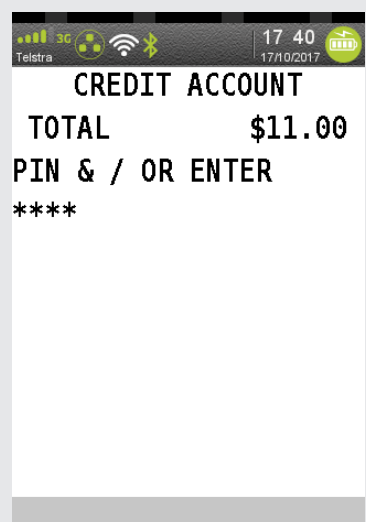 3G 17 40
Telstra 17/10/2017
CREDIT ACCOUNT
TOTAL $11.00
PIN & / OR ENTER
****